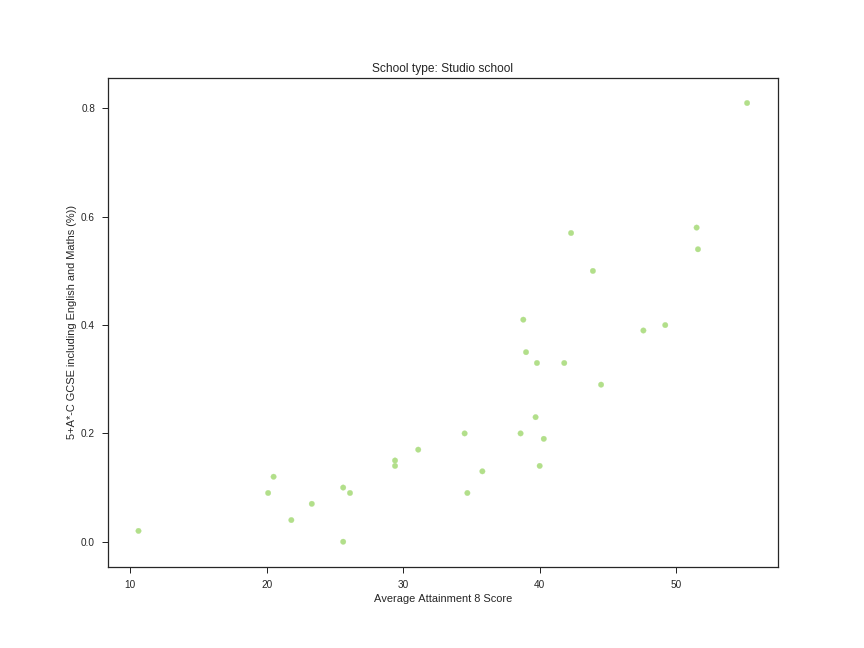 School type: Studio school
5+A*-C GCSE including English and Maths (%))
0.8
0.6
0.4
0.2
0.0
10 20 30 40 50
Average Attainment 8 Score